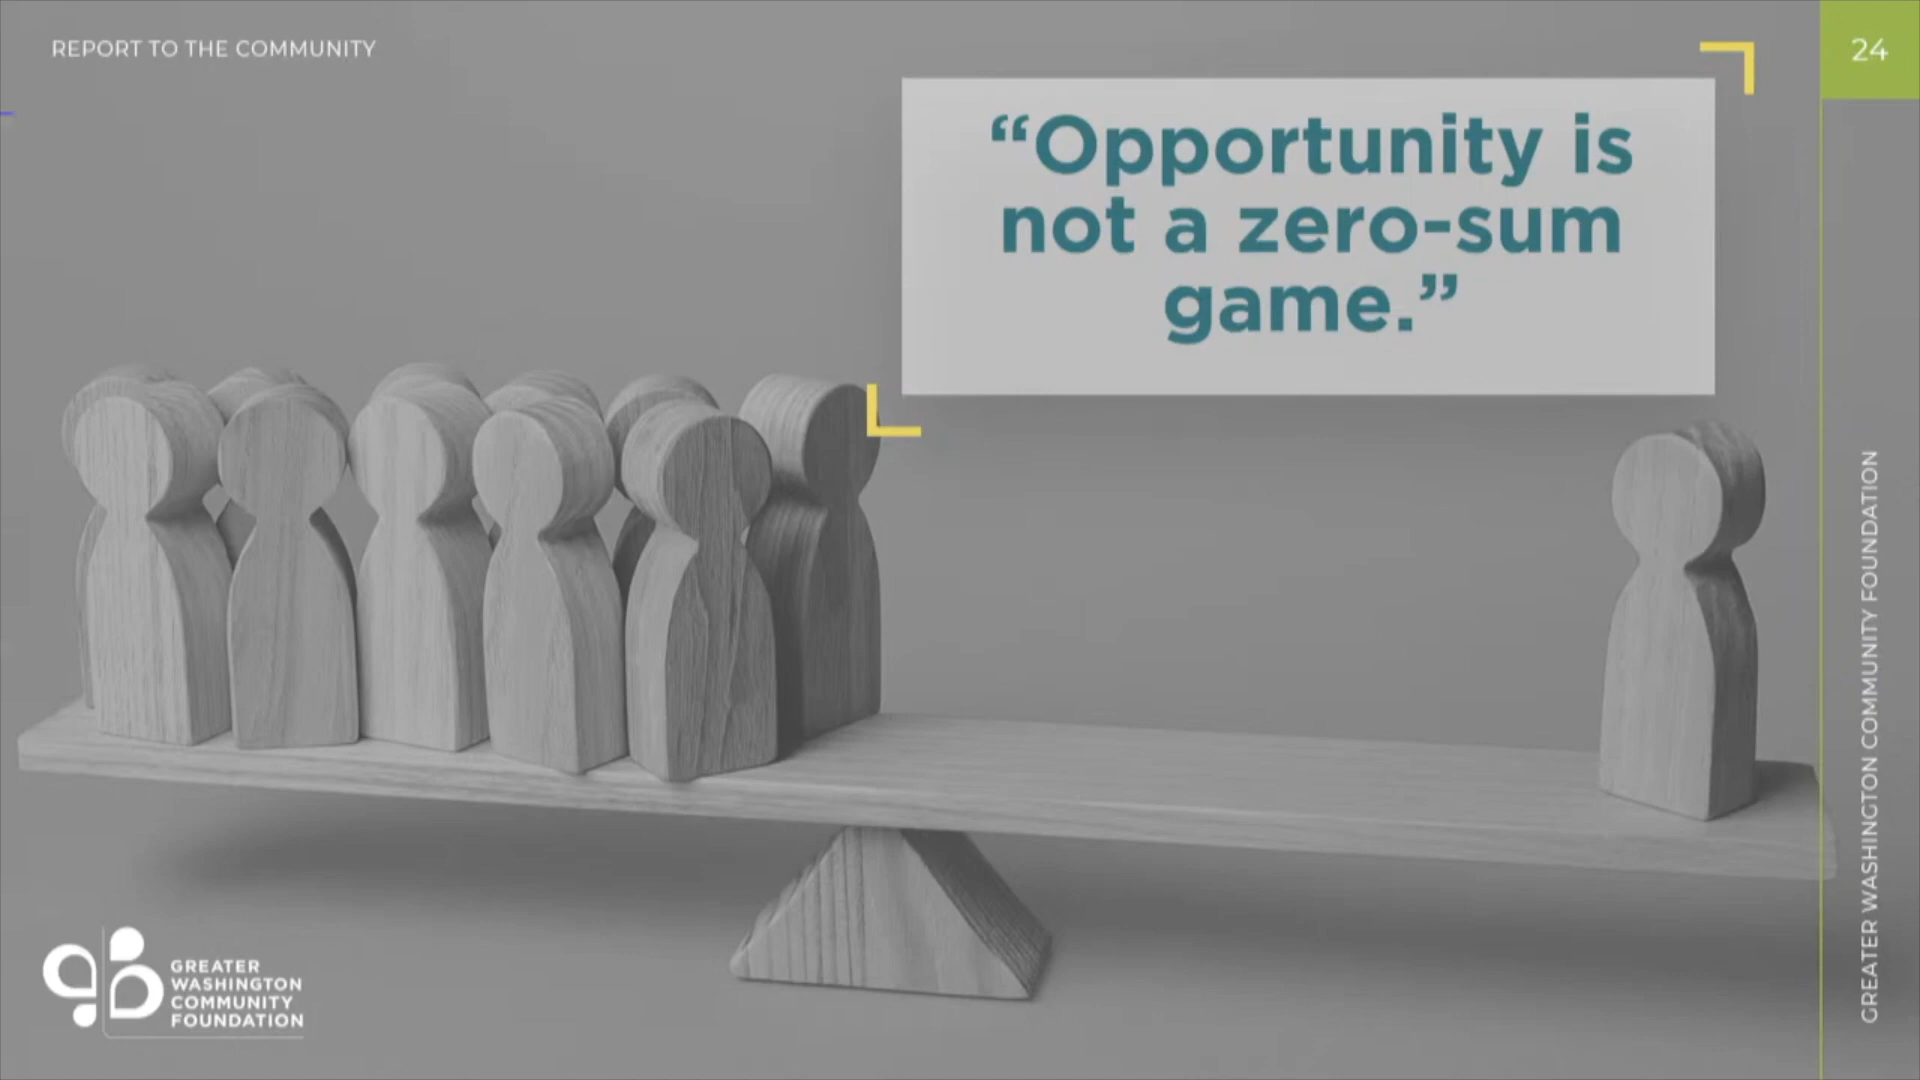 REPORT TO THE COMMUNITY
24
“Opportunity is
not a zero-sum
game.”
GREATER WASHINGTON COMMUNITY FOUNDATION
GREATER
WASHINGTON
COMMUNITY
FOUNDATION